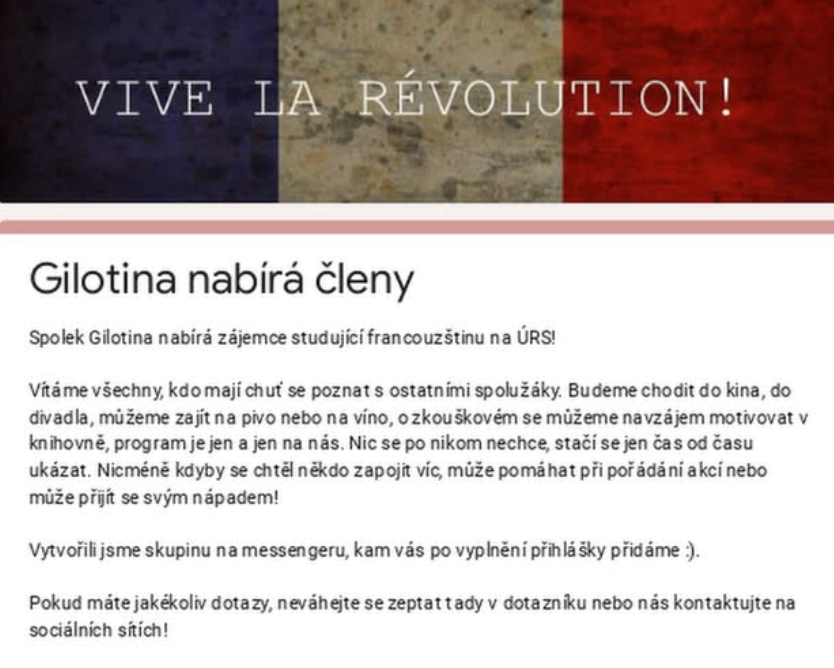 VIVE LA RÉVOLUTION!
Gilotina nabírá členy
Spolek Gilotina nabírá zájemce studující francouzštinu na ÚRS!
Vítáme všechny, kdo mají chuť se poznat s ostatními spolužáky. Budeme chodit do kina, do
divadla, můžeme zajít na pivo nebo na víno, o zkouškovém se můžeme navzájem motivovat v
knihovně, program je jen a jen na nás. Nic se po nikom nechce, stačí se jen čas od času
ukázat. Nicméně kdyby se chtěl někdo zapojit víc, může pomáhat při pořádání akcí nebo
může přijít se svým nápadem!
Vytvořili jsme skupinu na messengeru, kam vás po vyplnění přihlášky přidáme :).
Pokud máte jakékoliv dotazy, neváhejte se zeptat tady v dotazníku nebo nás kontaktujte na
sociálních sítích!